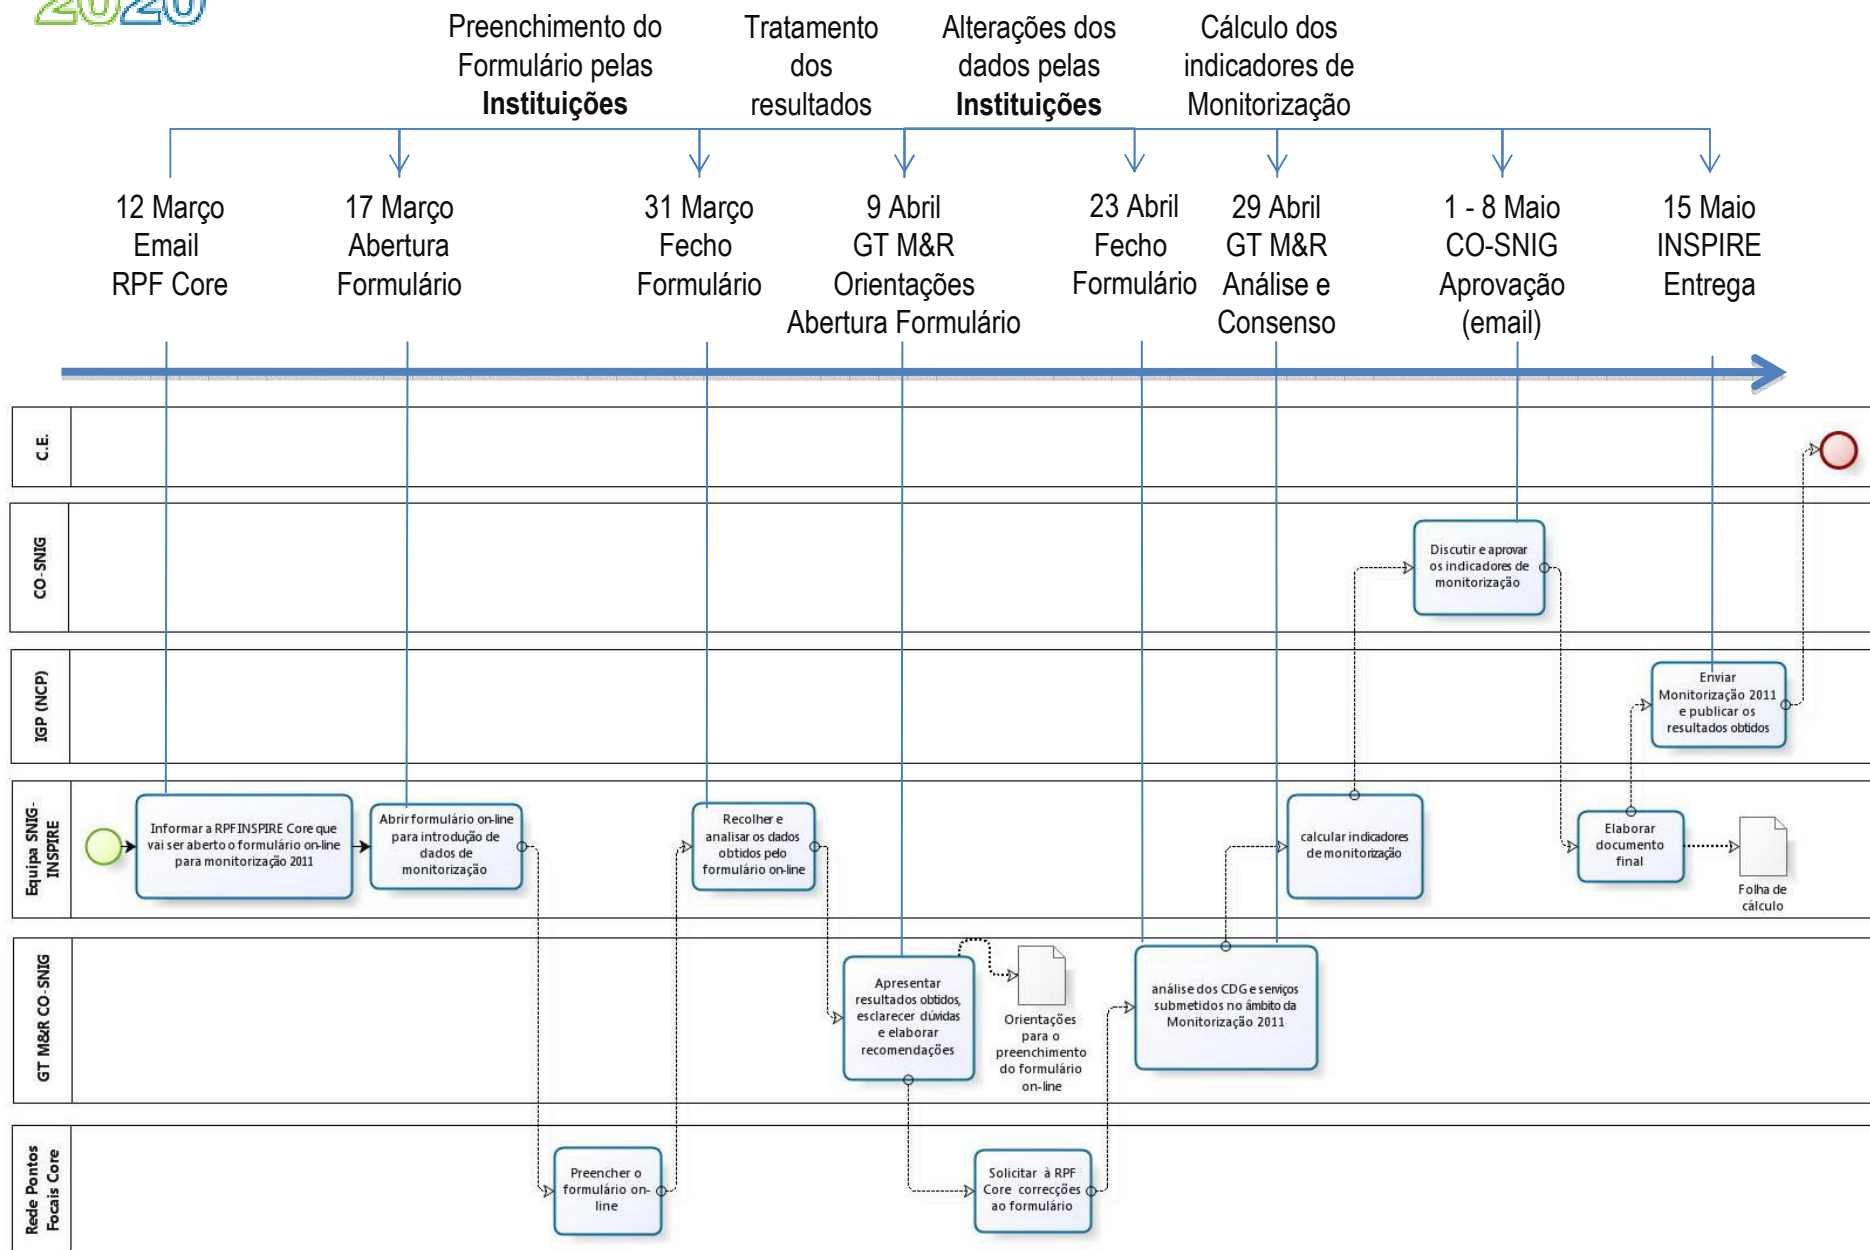 2020
Preenchimento do
Formulário pelas
Instituições
Tratamento
dos
resultados
Alterações dos
dados pelas
Instituições
Cálculo dos
indicadores de
Monitorização
12 Março
Email
RPF Core
17 Março
Abertura
Formulário
31 Março
Fecho
Formulário
9 Abril
GT M&R
Orientações
Abertura Formulário
23 Abril
Fecho
Formulário
29 Abril
GT M&R
Análise e
Consenso
1 - 8 Maio
CO-SNIG
Aprovação
(email)
15 Maio
INSPIRE
Entrega
C.E.
CO-SNIG
Discutir e aprovar
os indicadores de
monitorização
IGP (NCP)
Enviar
Monitorização 2011
e publicar os
resultados obtidos
Equipa SNIG-
INSPIRE
Informar a RPF INSPIRE Core que
vai ser aberto o formulário on-line
para monitorização 2011
Abrir formulário on-line
para introdução de
dados de
monitorização
Recolher e
analisar os dados
obtidos pelo
formulário on-line
calcular indicadores
de monitorização
Elaborar
documento
final
Folha de
cálculo
GT M&R CO-SNIG
Apresentar
resultados obtidos,
esclarecer dúvidas
e elaborar
recomendações
Orientações
para o
preenchimento
do formulário
on-line
análise dos CDG e serviços
submetidos no âmbito da
Monitorização 2011
Rede Pontos
Focais Core
Preencher o
formulário on-
line
Solicitar à RPF
Core correcções
ao formulário